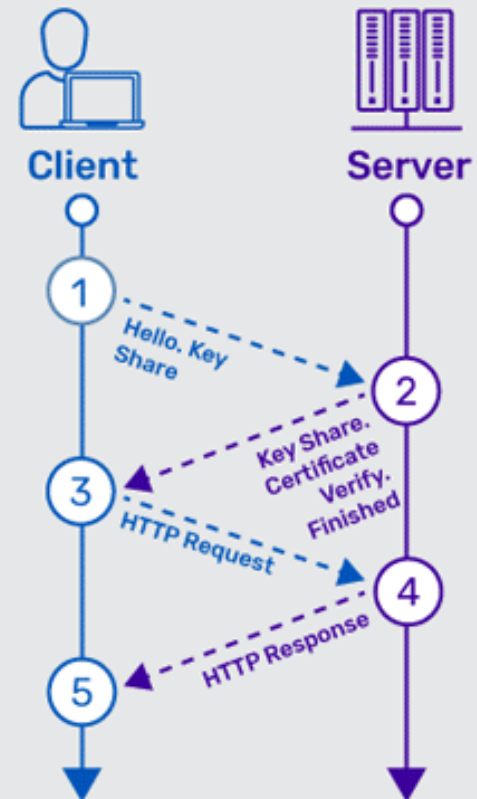 Client
Server
1
Hello. Key
Share
2
Key Share.
Certificate
Verify.
Finished
3
HTTP Request
4
HTTP Response
5